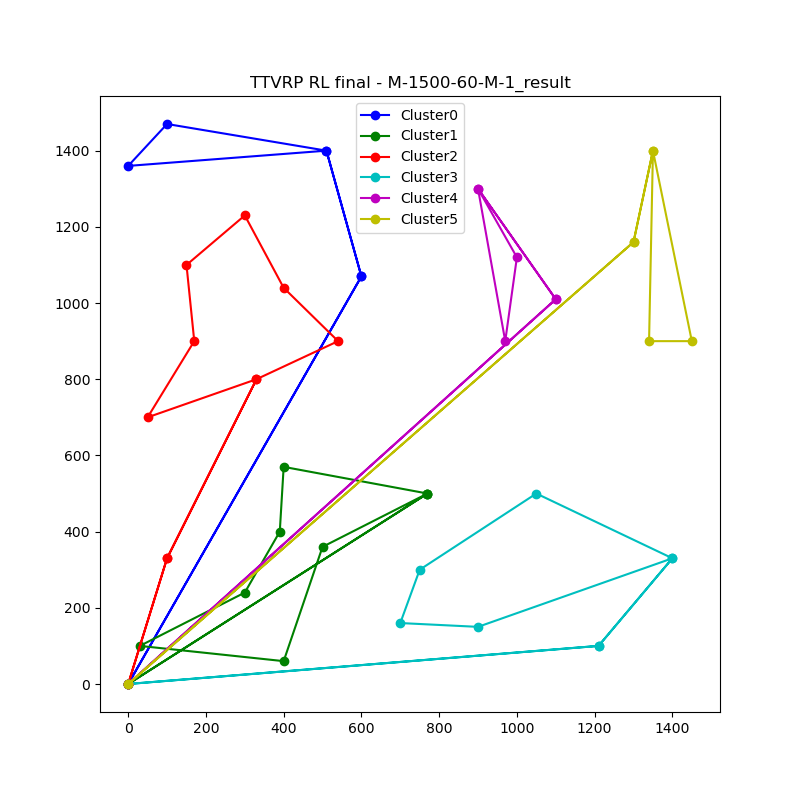 TTVRP RL final - M-1500-60-M-1_result
Cluster0
Cluster1
Cluster2
Cluster3
Cluster4
Cluster5
1400
1200
1000
800
600
400
200
0
0 200 400 600 800 1000 1200 1400